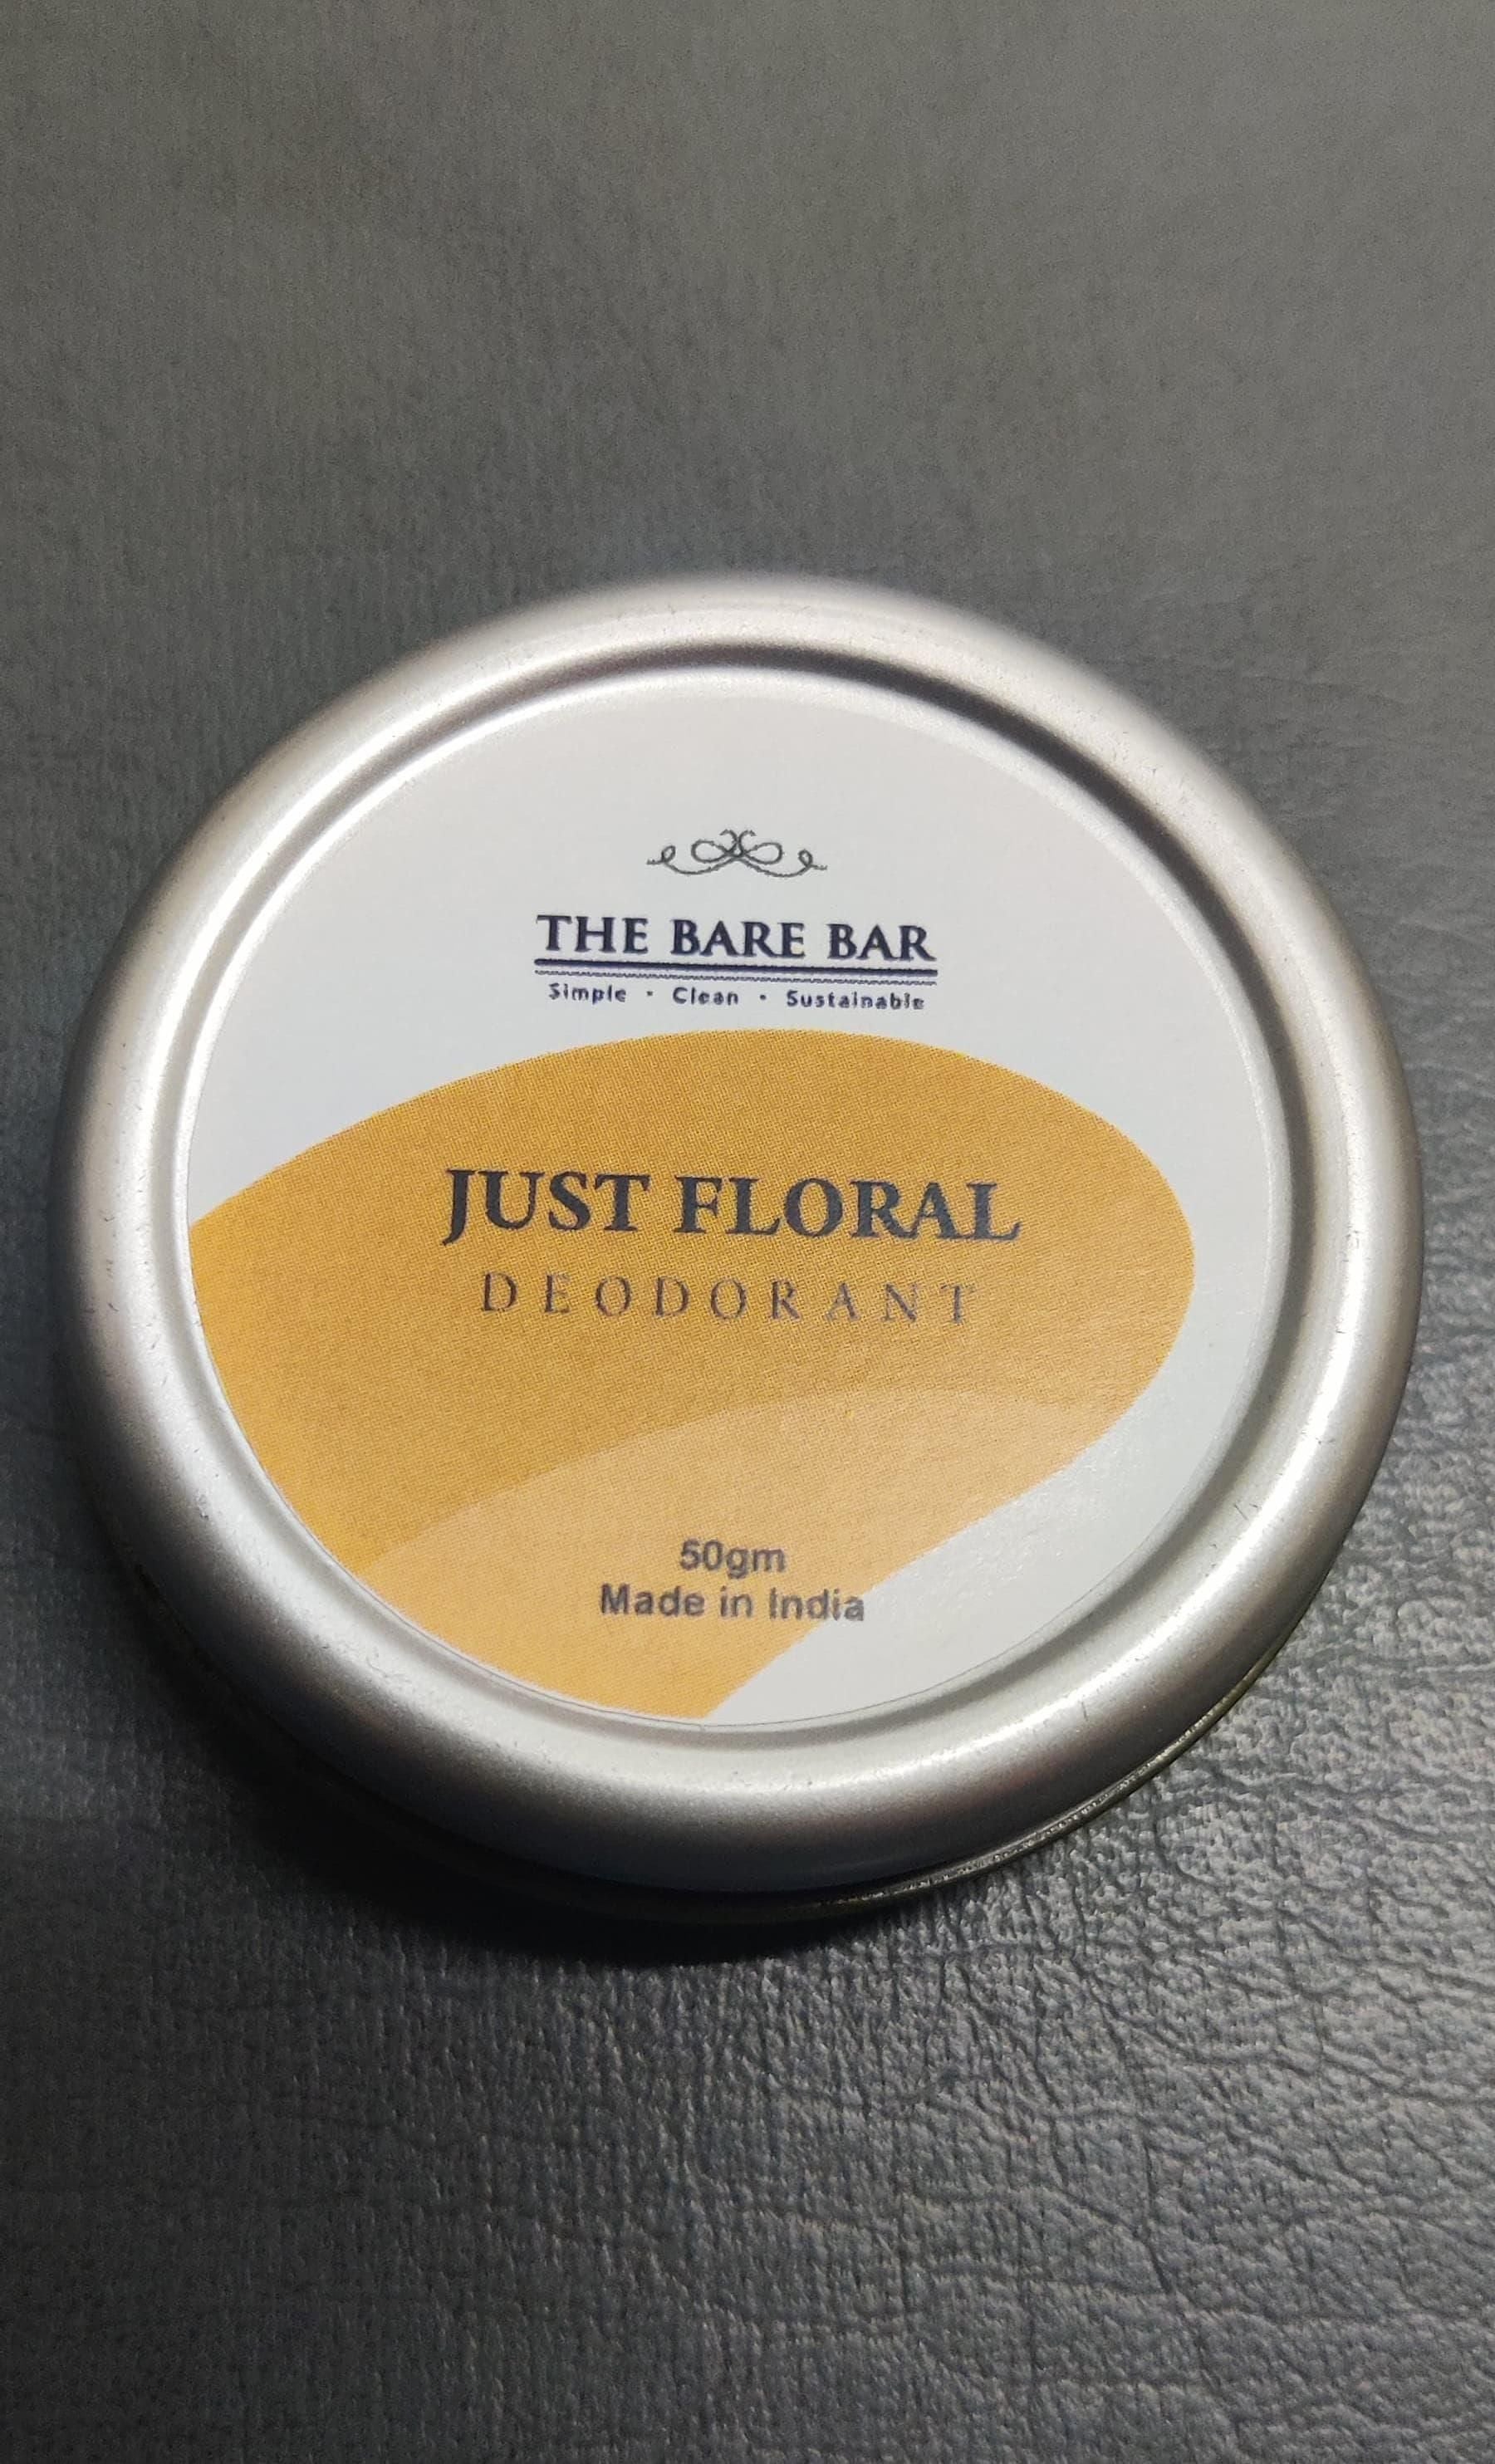 THE BARE BAR
Simple · Clean · Sustainable
JUST FLORAL
DEODORANT
50gm
Made in India